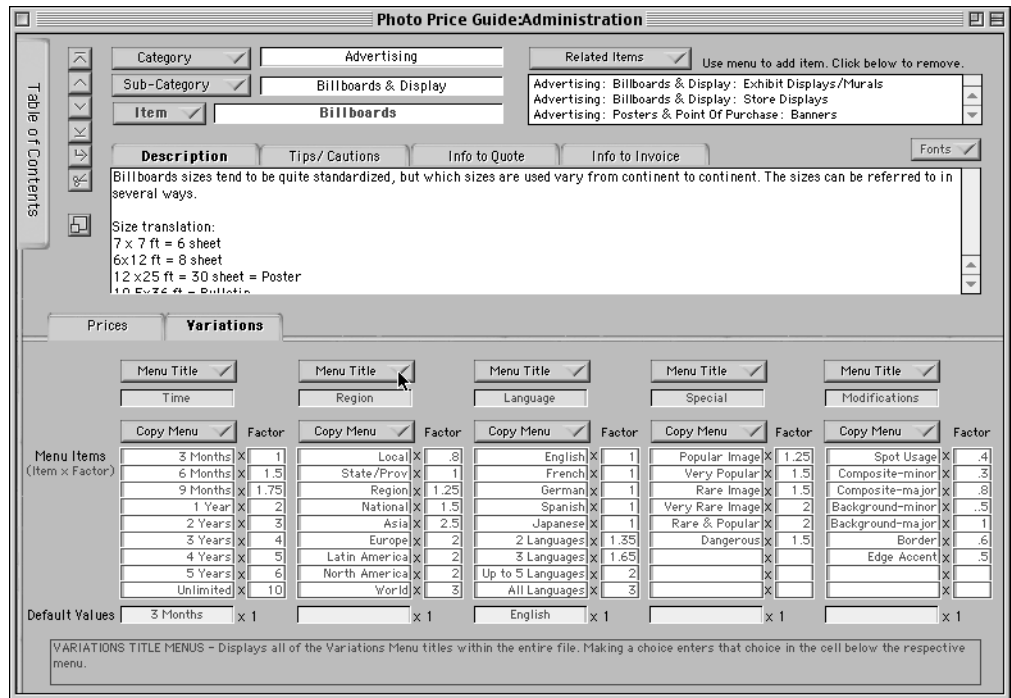 Photo Price Guide:Administration
Table of Contents
Category Advertising Related Items Use menu to add item. Click below to remove.
Sub-Category Billboards & Display
Item Billboards
Advertising: Billboards & Display: Exhibit Displays/Murals
Advertising: Billboards & Display: Store Displays
Advertising: Posters & Point Of Purchase: Banners
Description Tips/Cautions Info to Quote Info to Invoice Fonts
Billboards sizes tend to be quite standardized, but which sizes are used vary from continent to continent. The sizes can be referred to in
several ways.
Size translation:
7 x 7 ft = 6 sheet
6x12 ft = 8 sheet
12 x25 ft = 30 sheet = Poster
10.5x36 ft = Bulletin
Prices Variations
Menu Title Menu Title Menu Title Menu Title Menu Title
Time Region Language Special Modifications
Copy Menu Factor Copy Menu Factor Copy Menu Factor Copy Menu Factor Copy Menu Factor
Menu Items 3 Months x 1 Local x .8 English x 1 Popular Image x 1.25 Spot Usage x .4
(Item x Factor) 6 Months x 1.5 State/Prov x 1 French x 1 Very Popular x 1.5 Composite-minor x .3
9 Months x 1.75 Region x 1.25 German x 1 Rare Image x 1.5 Composite-major x .8
1 Year x 2 National x 1.5 Spanish x 1 Very Rare Image x 2 Background-minor x ..5
2 Years x 3 Asia x 2.5 Japanese x 1 Rare & Popular x 2 Background-major x 1
3 Years x 4 Europe x 2 2 Languages x 1.35 Dangerous x 1.5 Border x .6
4 Years x 5 Latin America x 2 3 Languages x 1.65 x Edge Accent x .5
5 Years x 6 North America x 2 Up to 5 Languages x 2 x x
Unlimited x 10 World x 3 All Languages x 3 x x
Default Values 3 Months x 1 x 1 English x 1 x 1 x 1
VARIATIONS TITLE MENUS - Displays all of the Variations Menu titles within the entire file. Making a choice enters that choice in the cell below the respective
menu.